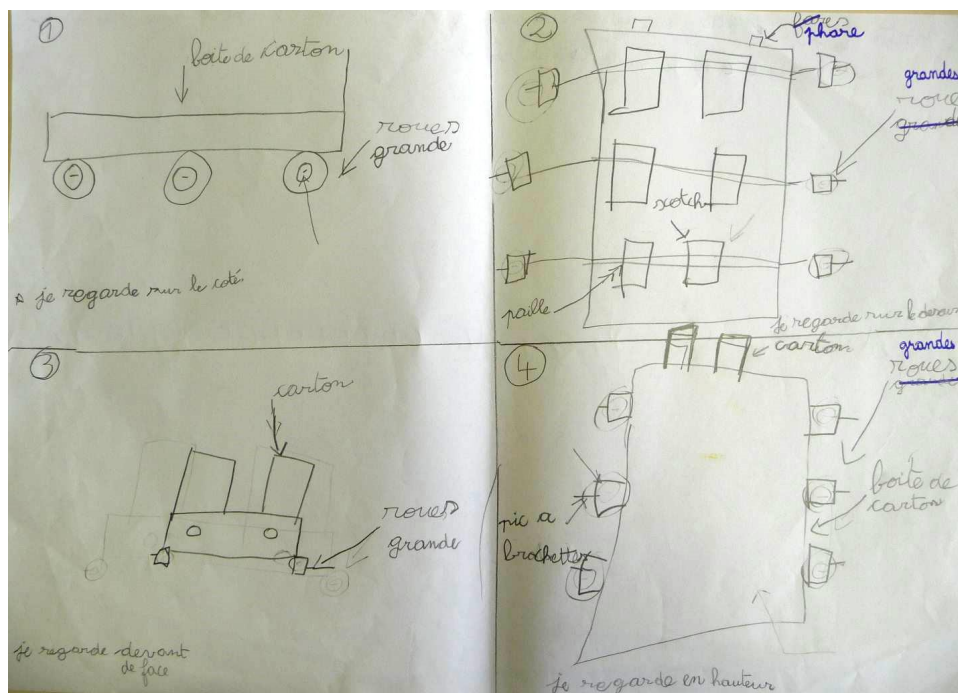 1
boite de carton
roues
grande
je regarde sur le coté
2
phare
grandes
roues
grande
scotch
paille
je regarde sur le dessous
3
carton
roues
grande
je regarde devant
de face
4
carton
grandes
roues
grande
boite de
carton
pic a
brochettes
je regarde en hauteur